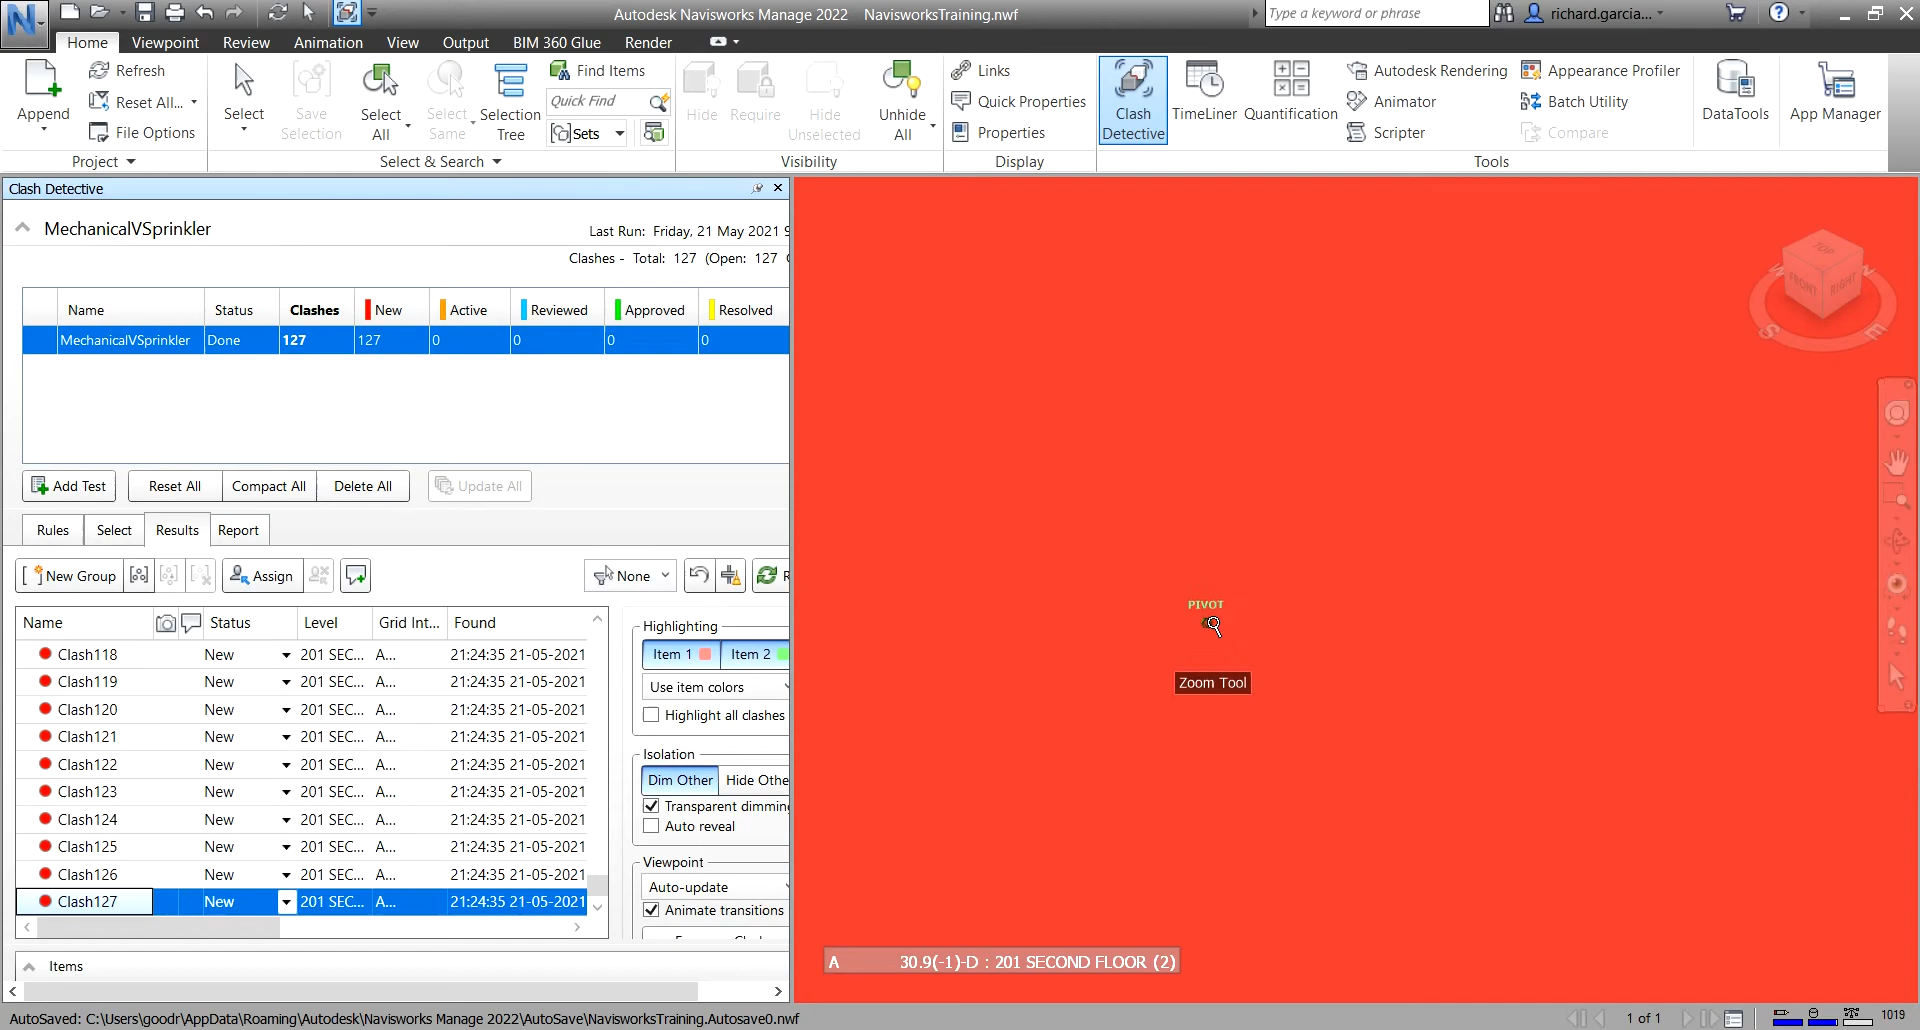 Autodesk Navisworks Manage 2022 NavisworksTraining.nwf
Type a keyword or phrase
richard.garcia...
Home Viewpoint Review Animation View Output BIM 360 Glue Render
Append
Refresh
Reset All...
File Options
Project
Select
Save
Selection
Select
All
Select
Same
Selection
Tree
Find Items
Quick Find
Sets
Select & Search
Hide
Require
Hide
Unselected
Unhide
All
Visibility
Links
Quick Properties
Properties
Display
Clash
Detective
TimeLiner
Quantification
Autodesk Rendering
Animator
Scripter
Appearance Profiler
Batch Utility
Compare
DataTools
App Manager
Tools
Clash Detective
MechanicalVSprinkler
Last Run: Friday, 21 May 2021 9
Clashes - Total: 127 (Open: 127
Name Status Clashes New Active Reviewed Approved Resolved
MechanicalVSprinkler Done 127 127 0 0 0 0
Add Test Reset All Compact All Delete All Update All
Rules Select Results Report
New Group Assign None R
Name Status Level Grid Int... Found
Clash118 New 201 SEC... A... 21:24:35 21-05-2021
Clash119 New 201 SEC... A... 21:24:35 21-05-2021
Clash120 New 201 SEC... A... 21:24:35 21-05-2021
Clash121 New 201 SEC... A... 21:24:35 21-05-2021
Clash122 New 201 SEC... A... 21:24:35 21-05-2021
Clash123 New 201 SEC... A... 21:24:35 21-05-2021
Clash124 New 201 SEC... A... 21:24:35 21-05-2021
Clash125 New 201 SEC... A... 21:24:35 21-05-2021
Clash126 New 201 SEC... A... 21:24:35 21-05-2021
Clash127 New 201 SEC... A... 21:24:35 21-05-2021
Highlighting
Item 1 Item 2
Use item colors
Highlight all clashes
Isolation
Dim Other Hide Othe
Transparent dimming
Auto reveal
Viewpoint
Auto-update
Animate transitions
Items
TOP
FRONT RIGHT
S E
PIVOT
Zoom Tool
A 30.9(-1)-D : 201 SECOND FLOOR (2)
AutoSaved: C:\Users\goodr\AppData\Roaming\Autodesk\Navisworks Manage 2022\AutoSave\NavisworksTraining.Autosave0.nwf
1 of 1
1019